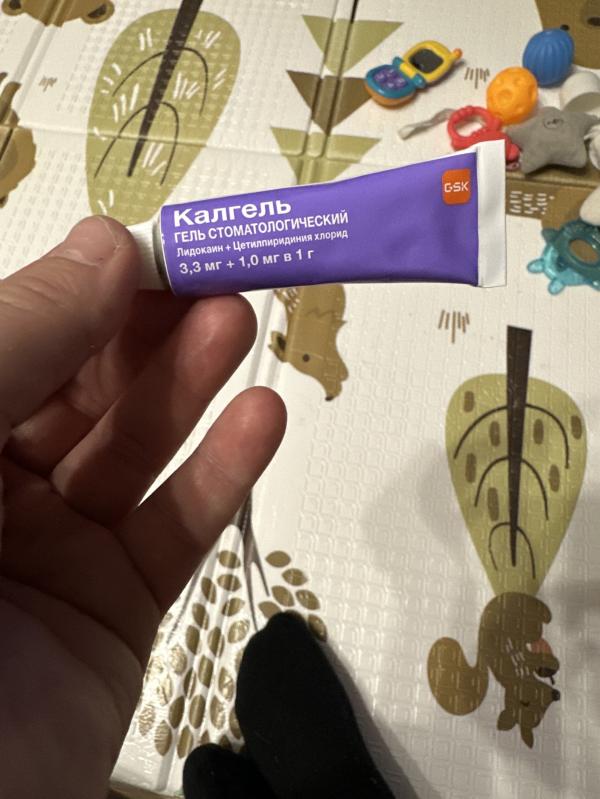 Калгель
ГЕЛЬ СТОМАТОЛОГИЧЕСКИЙ
Лидокаин + Цетилпиридиния хлорид
3,3 мг + 1,0 мг в 1 г
GSK